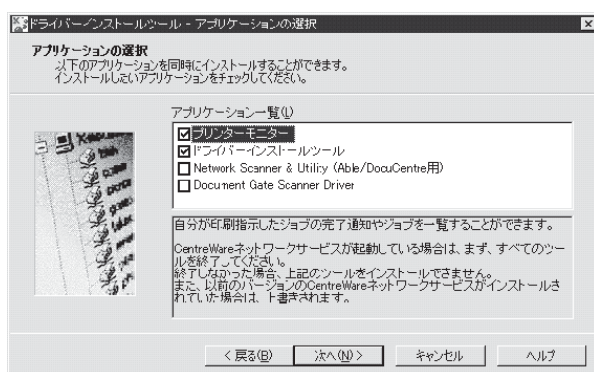 ドライバーインストールツール - アプリケーションの選択
アプリケーションの選択
以下のアプリケーションを同時にインストールすることができます。
インストールしたいアプリケーションをチェックしてください。
アプリケーション一覧(L)
プリンターモニター
ドライバーインストールツール
Network Scanner & Utility (Able/DocuCentre用)
Document Gate Scanner Driver
自分が印刷指示したジョブの完了通知やジョブを一覧することができます。
CentreWareネットワークサービスが起動している場合は、まず、すべてのツー
ルを終了してください。
終了しなかった場合、上記のツールをインストールできません。
また、以前のバージョンのCentreWareネットワークサービスがインストールさ
れていた場合は、上書きされます。
< 戻る(B)
次へ(N) >
キャンセル
ヘルプ